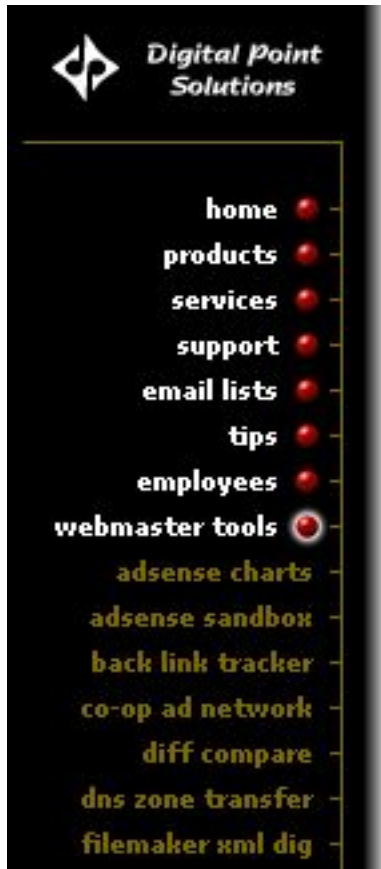 Digital Point
Solutions
home
products
services
support
email lists
tips
employees
webmaster tools
adsense charts
adsense sandbox
back link tracker
co-op ad network
diff compare
dns zone transfer
filemaker xml dig